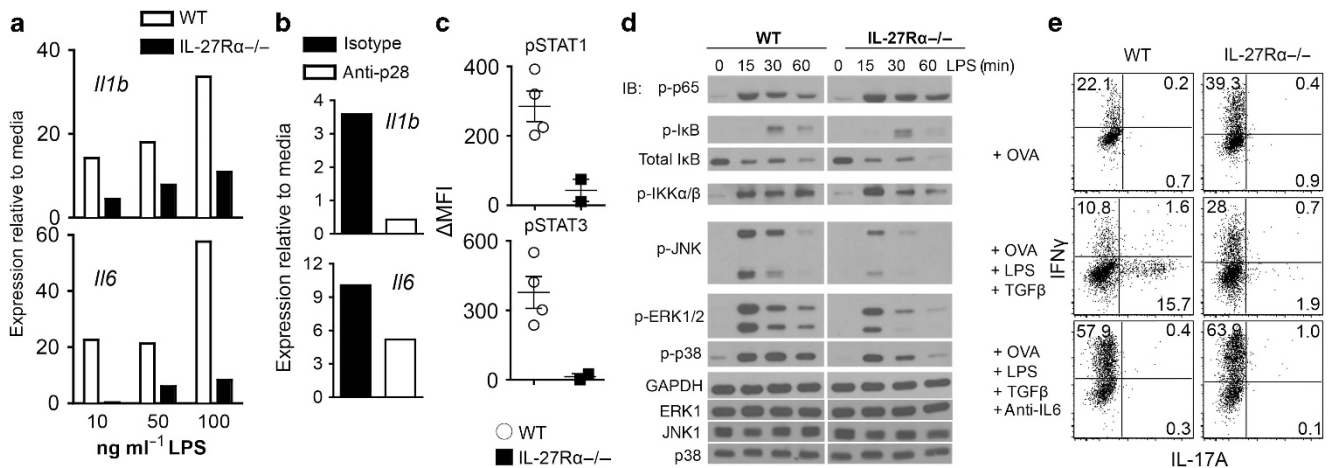 a
WT
IL-27Rα–/–
Expression relative to media
40
20
0
Il1b
60
40
20
0
Il6
10 50 100
ng ml⁻¹ LPS
b
Isotype
Anti-p28
Expression relative to media
4
3
2
1
0
Il1b
12
9
6
3
0
Il6
c
pSTAT1
ΔMFI
400
200
0
pSTAT3
600
300
0
WT
IL-27Rα–/–
d
WT IL-27Rα–/–
0 15 30 60 0 15 30 60 LPS (min)
IB: p-p65
p-IκB
Total IκB
p-IKKα/β
p-JNK
p-ERK1/2
p-p38
GAPDH
ERK1
JNK1
p38
e
WT IL-27Rα–/–
+ OVA
22.1 0.2
0.7
39.3 0.4
0.9
+ OVA
+ LPS
+ TGFβ
10.8 1.6
15.7
28 0.7
1.9
+ OVA
+ LPS
+ TGFβ
+ Anti-IL6
57.9 0.4
0.3
63.9 1.0
0.1
IFNγ
IL-17A